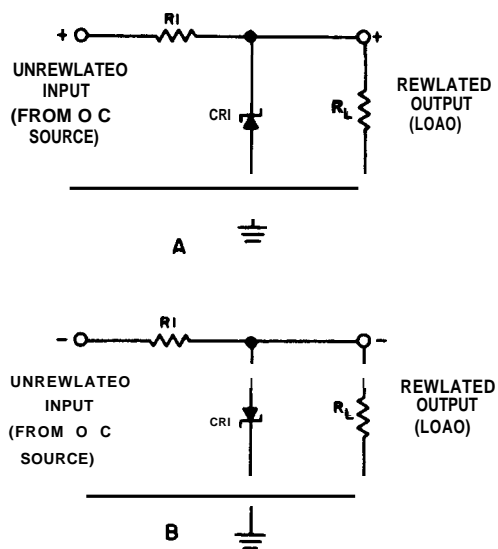 R1
+ +
UNREWLATEO
INPUT
(FROM O C
SOURCE)
CRI
RL
REWLATED
OUTPUT
(LOAO)
A
R1
- -
UNREWLATEO
INPUT
(FROM O C
SOURCE)
CRI
RL
REWLATED
OUTPUT
(LOAO)
B